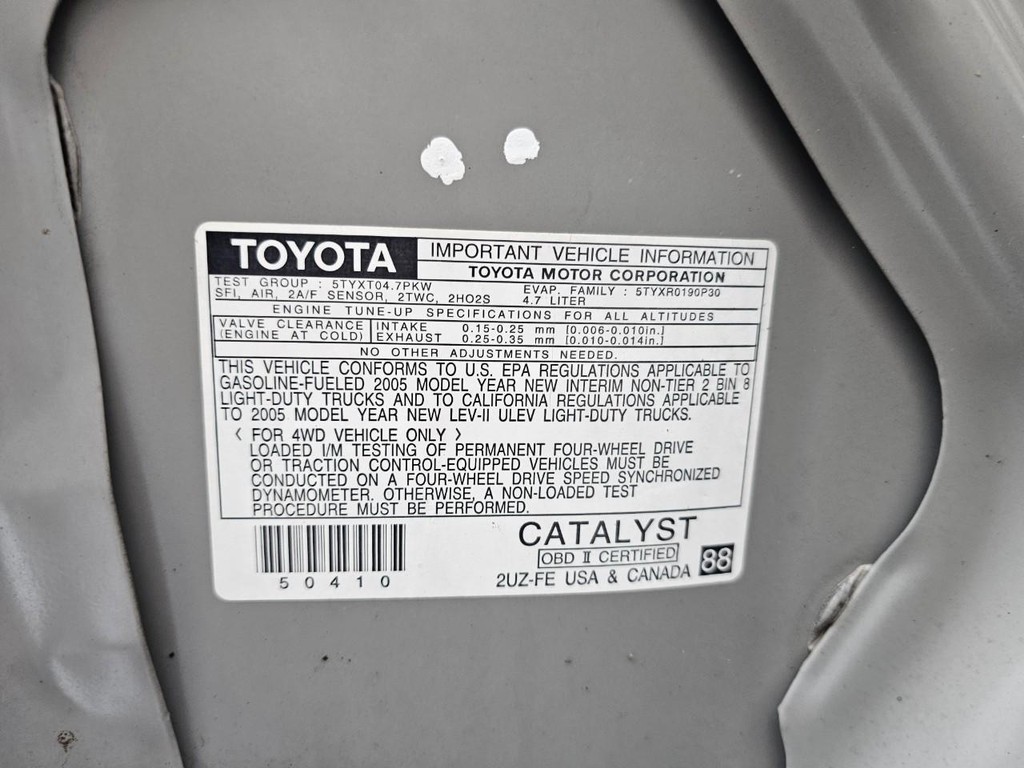 TOYOTA IMPORTANT VEHICLE INFORMATION
TOYOTA MOTOR CORPORATION
TEST GROUP : 5TYXT04.7PKW EVAP. FAMILY : 5TYXR0190P30
SFI, AIR, 2A/F SENSOR, 2TWC, 2HO2S 4.7 LITER
ENGINE TUNE-UP SPECIFICATIONS FOR ALL ALTITUDES
VALVE CLEARANCE INTAKE 0.15-0.25 mm [0.006-0.010in.]
(ENGINE AT COLD) EXHAUST 0.25-0.35 mm [0.010-0.014in.]
NO OTHER ADJUSTMENTS NEEDED.
THIS VEHICLE CONFORMS TO U.S. EPA REGULATIONS APPLICABLE TO
GASOLINE-FUELED 2005 MODEL YEAR NEW INTERIM NON-TIER 2 BIN 8
LIGHT-DUTY TRUCKS AND TO CALIFORNIA REGULATIONS APPLICABLE
TO 2005 MODEL YEAR NEW LEV-II ULEV LIGHT-DUTY TRUCKS.
〈 FOR 4WD VEHICLE ONLY 〉
LOADED I/M TESTING OF PERMANENT FOUR-WHEEL DRIVE
OR TRACTION CONTROL-EQUIPPED VEHICLES MUST BE
CONDUCTED ON A FOUR-WHEEL DRIVE SPEED SYNCHRONIZED
DYNAMOMETER. OTHERWISE, A NON-LOADED TEST
PROCEDURE MUST BE PERFORMED.
CATALYST
OBD II CERTIFIED
88
50410
2UZ-FE USA & CANADA